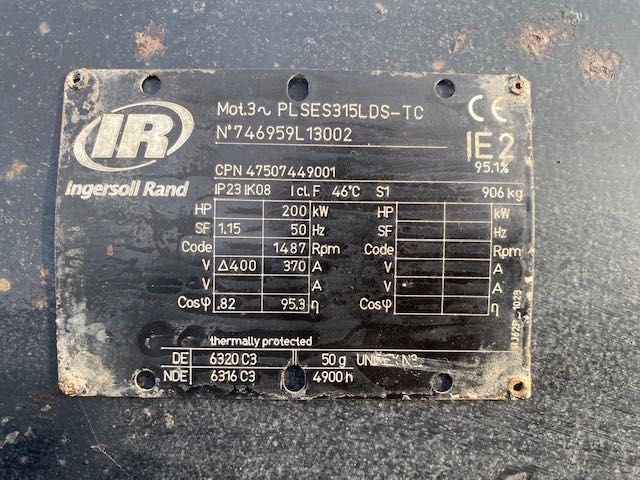 IR
Ingersoll Rand
Mot.3~ PLSES315LDS-TC
N°746959L13002
CE
IE2
95.1%
CPN 47507449001
IP23 IK08 I cl. F 46°C S1 906 kg
HP 200 kW HP kW
SF 1.15 50 Hz SF Hz
Code 1487 Rpm Code Rpm
V Δ400 370 A V A
V A V A
Cosφ .82 95.3 η Cosφ η
thermally protected
DE 6320 C3 50 g
NDE 6316 C3 4900 h